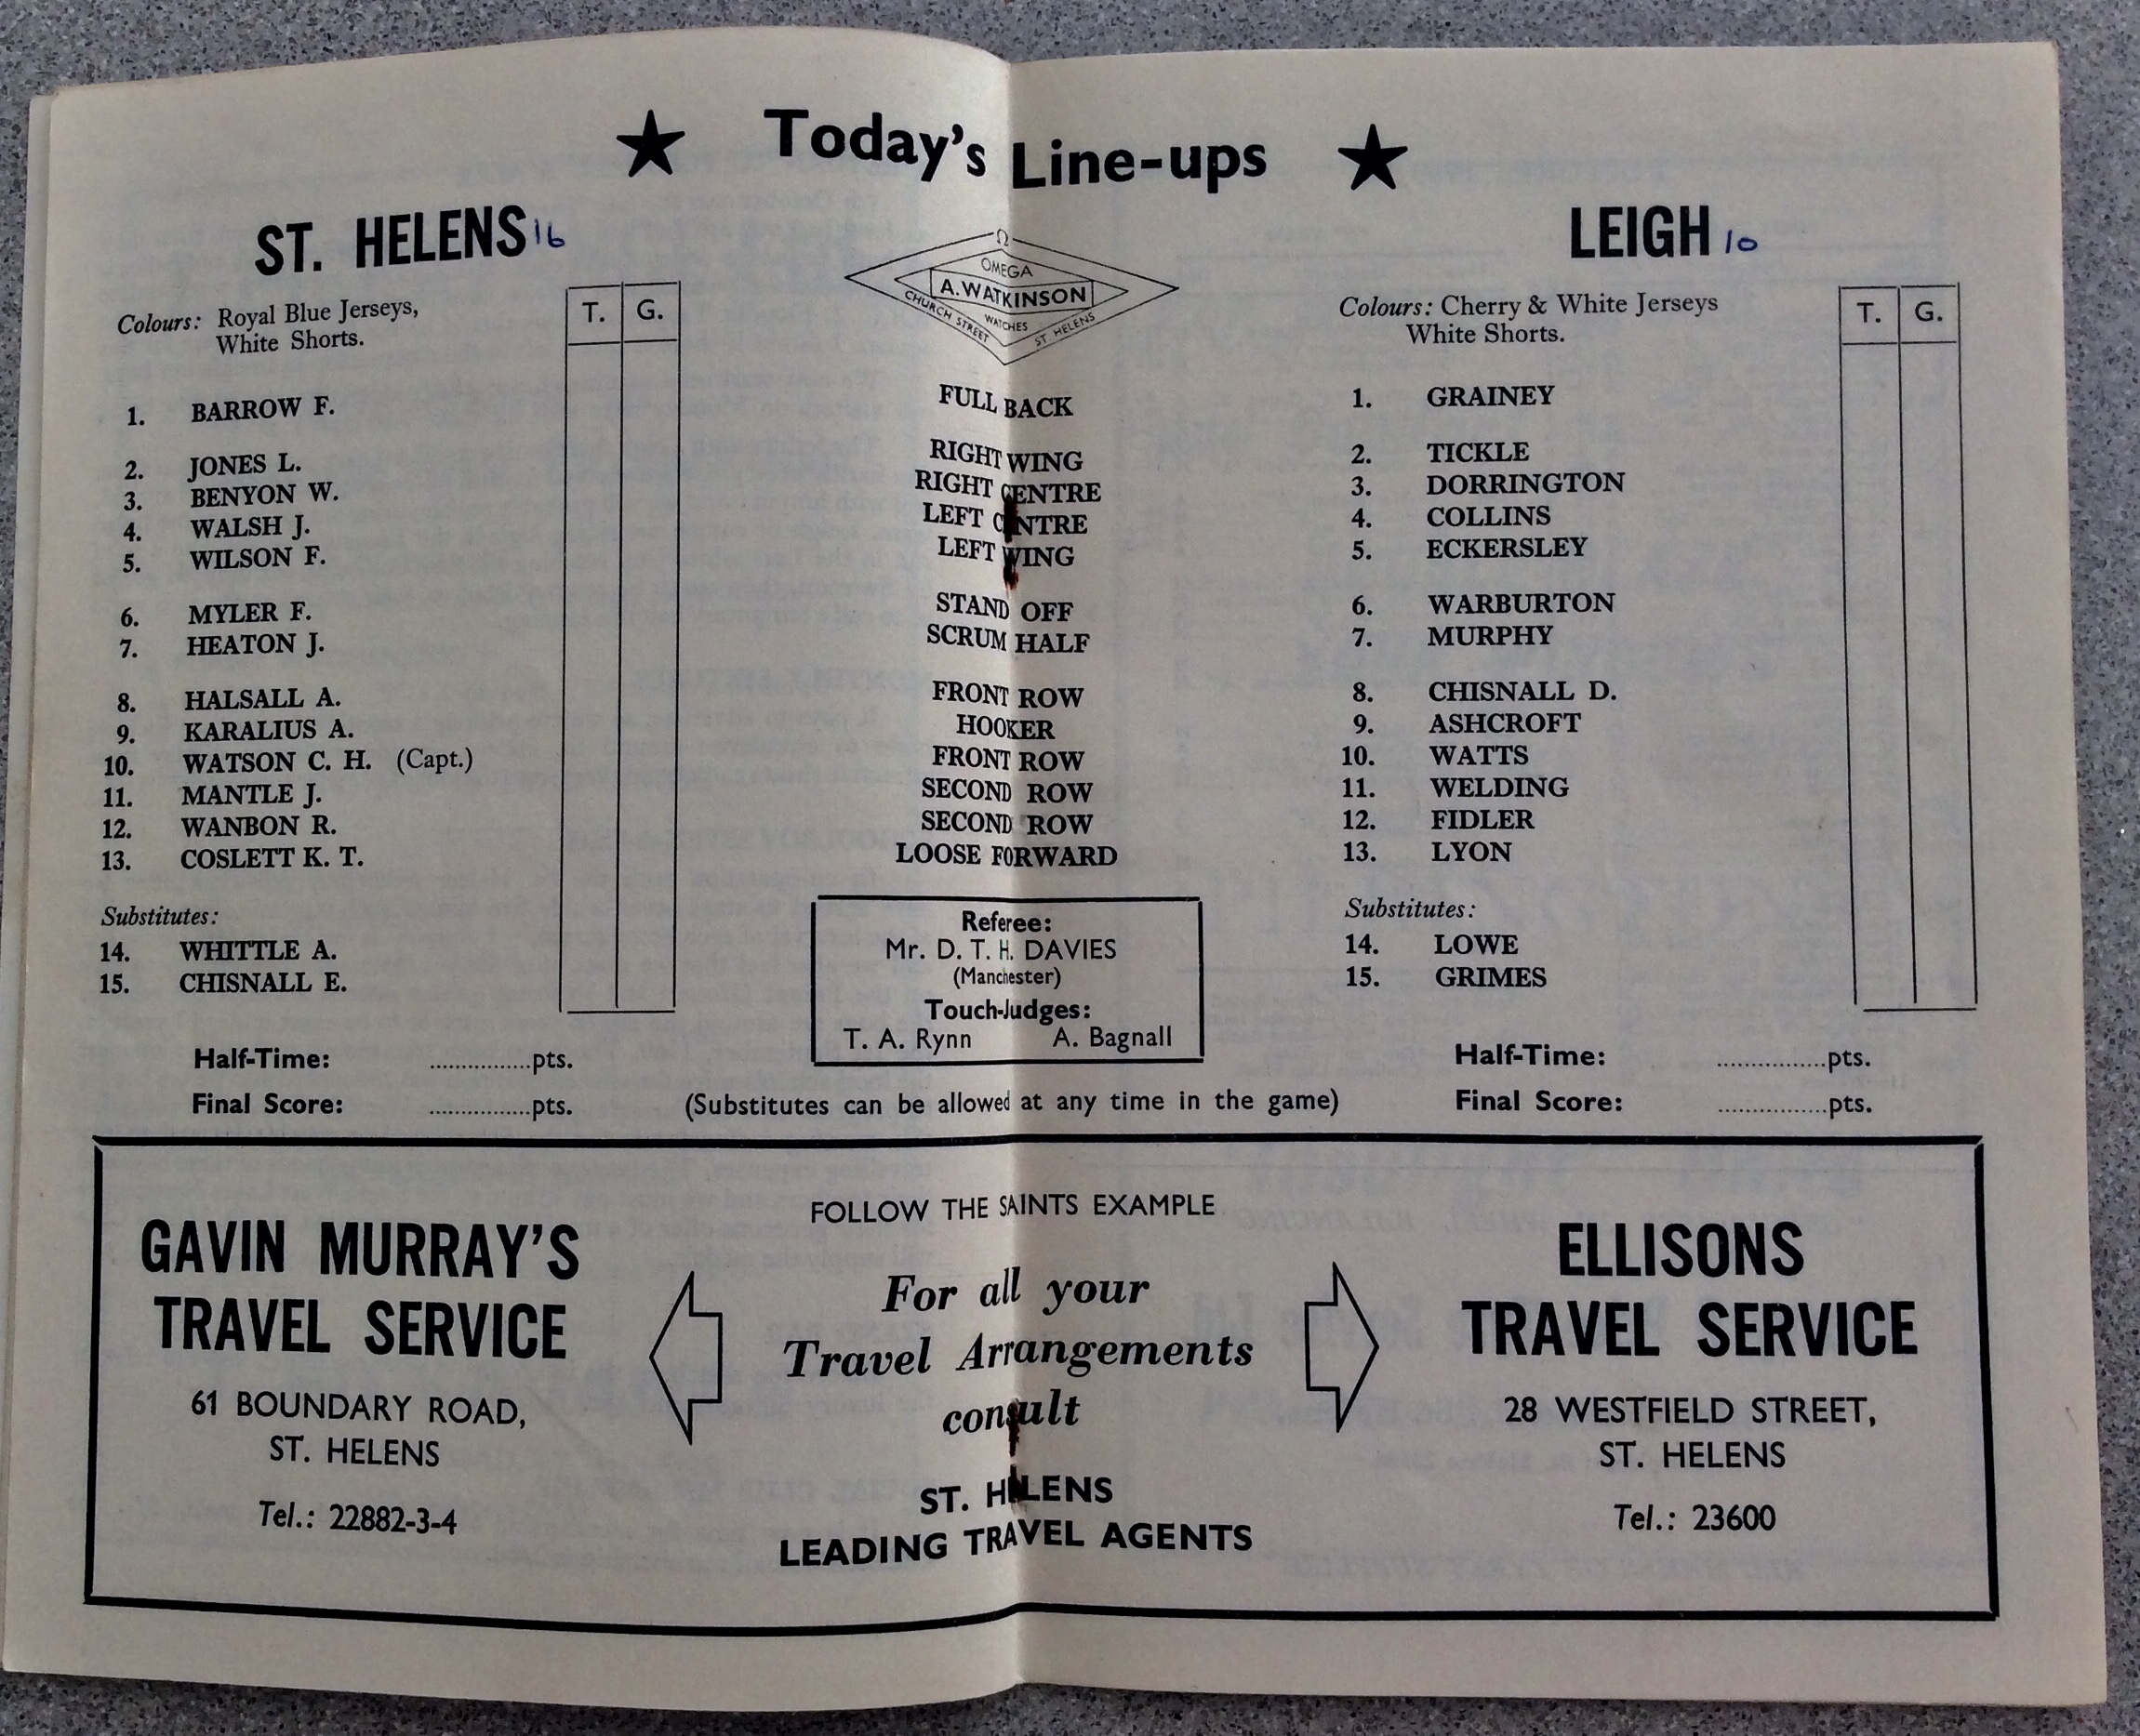 ★ Today's Line-ups ★
ST. HELENS 16
LEIGH 10
Ω
OMEGA
A. WATKINSON
WATCHES
CHURCH STREET ST HELENS
Colours: Royal Blue Jerseys,
White Shorts.
T. G.
Colours: Cherry & White Jerseys
White Shorts.
T. G.
1. BARROW F. FULL BACK 1. GRAINEY
2. JONES L. RIGHT WING 2. TICKLE
3. BENYON W. RIGHT CENTRE 3. DORRINGTON
4. WALSH J. LEFT CENTRE 4. COLLINS
5. WILSON F. LEFT WING 5. ECKERSLEY
6. MYLER F. STAND OFF 6. WARBURTON
7. HEATON J. SCRUM HALF 7. MURPHY
8. HALSALL A. FRONT ROW 8. CHISNALL D.
9. KARALIUS A. HOOKER 9. ASHCROFT
10. WATSON C. H. (Capt.) FRONT ROW 10. WATTS
11. MANTLE J. SECOND ROW 11. WELDING
12. WANBON R. SECOND ROW 12. FIDLER
13. COSLETT K. T. LOOSE FORWARD 13. LYON
Substitutes:
14. WHITTLE A.
15. CHISNALL E.
Referee:
Mr. D. T. H. DAVIES
(Manchester)
Touch-Judges:
T. A. Rynn A. Bagnall
Substitutes:
14. LOWE
15. GRIMES
Half-Time: ...............pts.
Final Score: ...............pts.
(Substitutes can be allowed at any time in the game)
Half-Time: ................pts.
Final Score: ................pts.
FOLLOW THE SAINTS EXAMPLE
GAVIN MURRAY'S
TRAVEL SERVICE
61 BOUNDARY ROAD,
ST. HELENS
Tel.: 22882-3-4
For all your
Travel Arrangements
consult
ST. HELENS
LEADING TRAVEL AGENTS
ELLISONS
TRAVEL SERVICE
28 WESTFIELD STREET,
ST. HELENS
Tel.: 23600